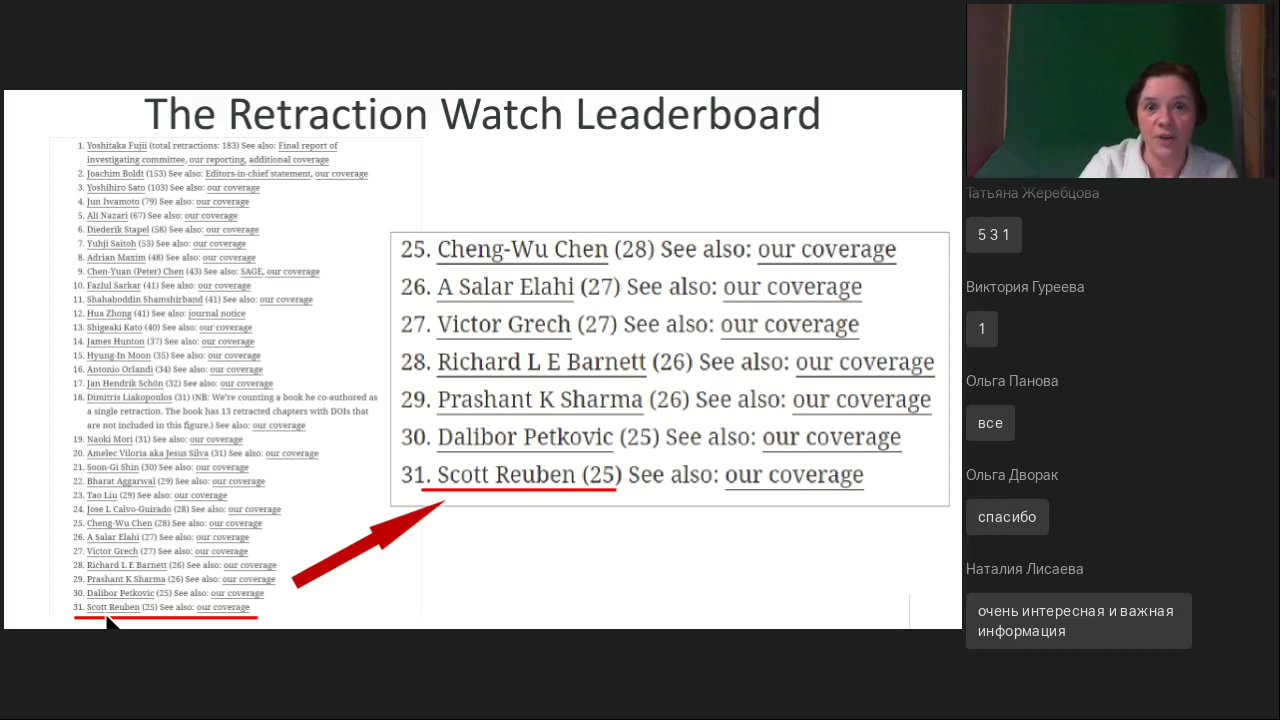 The Retraction Watch Leaderboard
1. Yoshitaka Fujii (total retractions: 183) See also: Final report of
investigating committee, our reporting, additional coverage
2. Joachim Boldt (153) See also: Editors-in-chief statement, our coverage
3. Yoshihiro Sato (103) See also: our coverage
4. Jun Iwamoto (79) See also: our coverage
5. Ali Nazari (67) See also: our coverage
6. Diederik Stapel (58) See also: our coverage
7. Yuhji Saitoh (53) See also: our coverage
8. Adrian Maxim (48) See also: our coverage
9. Chen-Yuan (Peter) Chen (43) See also: SAGE, our coverage
10. Fazlul Sarkar (41) See also: our coverage
11. Shahaboddin Shamshirband (41) See also: our coverage
12. Hua Zhong (41) See also: journal notice
13. Shigeaki Kato (40) See also: our coverage
14. James Hunton (37) See also: our coverage
15. Hyung-In Moon (35) See also: our coverage
16. Antonio Orlandi (34) See also: our coverage
17. Jan Hendrik Schön (32) See also: our coverage
18. Dimitris Liakopoulos (31) (NB: We're counting a book he co-authored as
a single retraction. The book has 13 retracted chapters with DOIs that
are not included in this figure.) See also: our coverage
19. Naoki Mori (31) See also: our coverage
20. Amelec Viloria aka Jesus Silva (31) See also: our coverage
21. Soon-Gi Shin (30) See also: our coverage
22. Bharat Aggarwal (29) See also: our coverage
23. Tao Liu (29) See also: our coverage
24. Jose L Calvo-Guirado (28) See also: our coverage
25. Cheng-Wu Chen (28) See also: our coverage
26. A Salar Elahi (27) See also: our coverage
27. Victor Grech (27) See also: our coverage
28. Richard L E Barnett (26) See also: our coverage
29. Prashant K Sharma (26) See also: our coverage
30. Dalibor Petkovic (25) See also: our coverage
31. Scott Reuben (25) See also: our coverage
25. Cheng-Wu Chen (28) See also: our coverage
26. A Salar Elahi (27) See also: our coverage
27. Victor Grech (27) See also: our coverage
28. Richard L E Barnett (26) See also: our coverage
29. Prashant K Sharma (26) See also: our coverage
30. Dalibor Petkovic (25) See also: our coverage
31. Scott Reuben (25) See also: our coverage
Татьяна Жеребцова
5 3 1
Виктория Гуреева
1
Ольга Панова
все
Ольга Дворак
спасибо
Наталия Лисаева
очень интересная и важная
информация